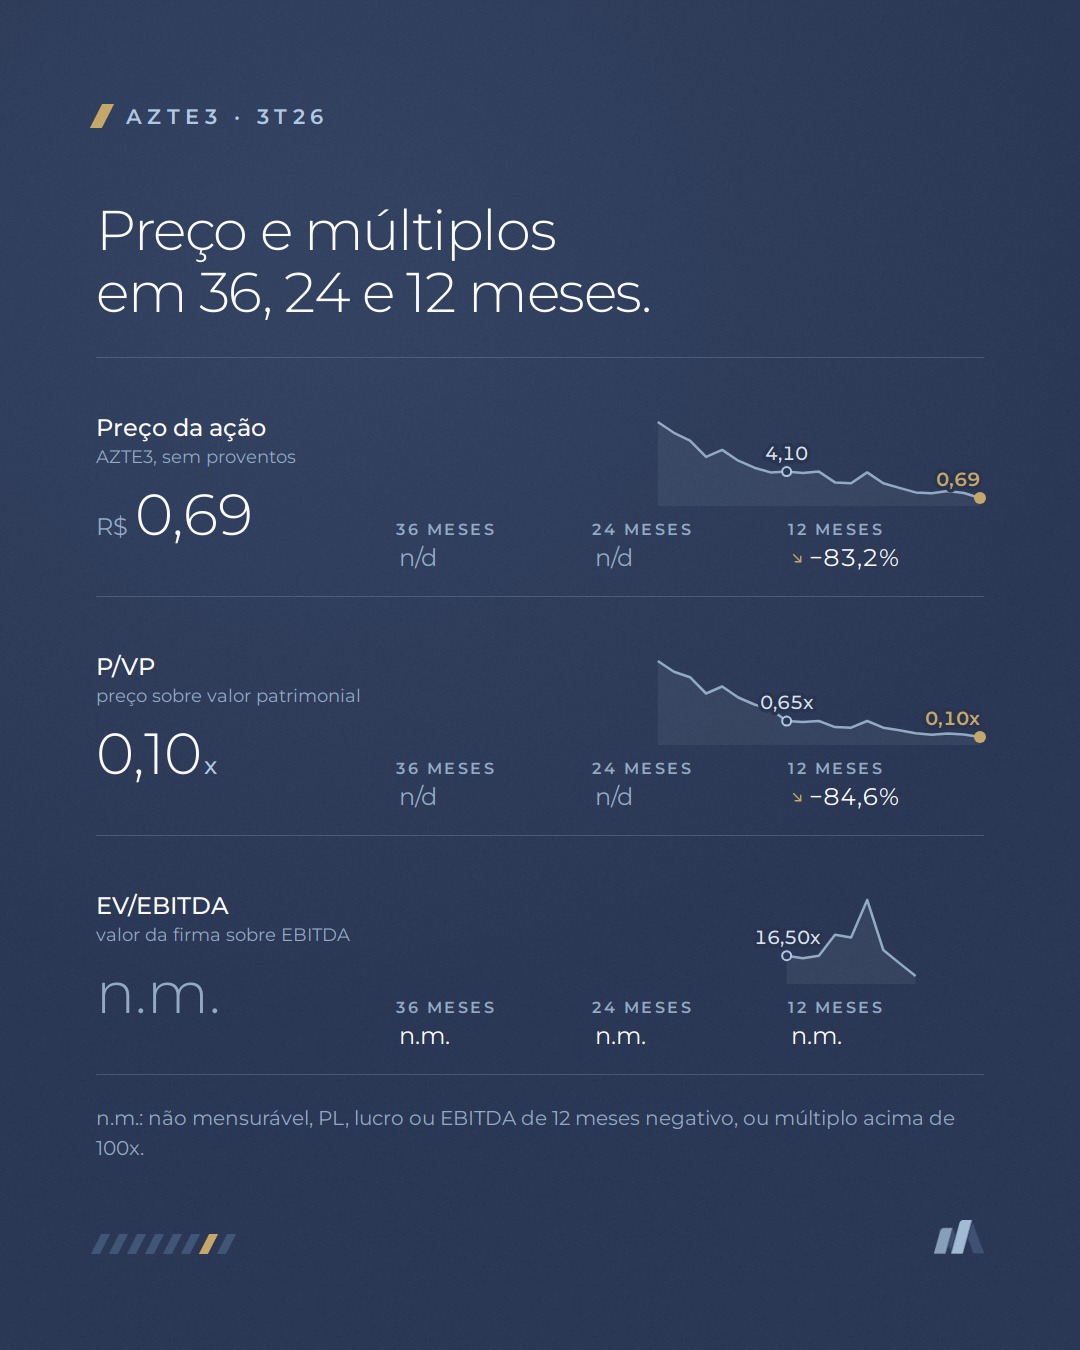 AZTE3 · 3T26
Preço e múltiplos
em 36, 24 e 12 meses.
Preço da ação
AZTE3, sem proventos
R$ 0,69
4,10
0,69
36 MESES
n/d
24 MESES
n/d
12 MESES
↘ −83,2%
P/VP
preço sobre valor patrimonial
0,10x
0,65x
0,10x
36 MESES
n/d
24 MESES
n/d
12 MESES
↘ −84,6%
EV/EBITDA
valor da firma sobre EBITDA
n.m.
16,50x
36 MESES
n.m.
24 MESES
n.m.
12 MESES
n.m.
n.m.: não mensurável, PL, lucro ou EBITDA de 12 meses negativo, ou múltiplo acima de
100x.